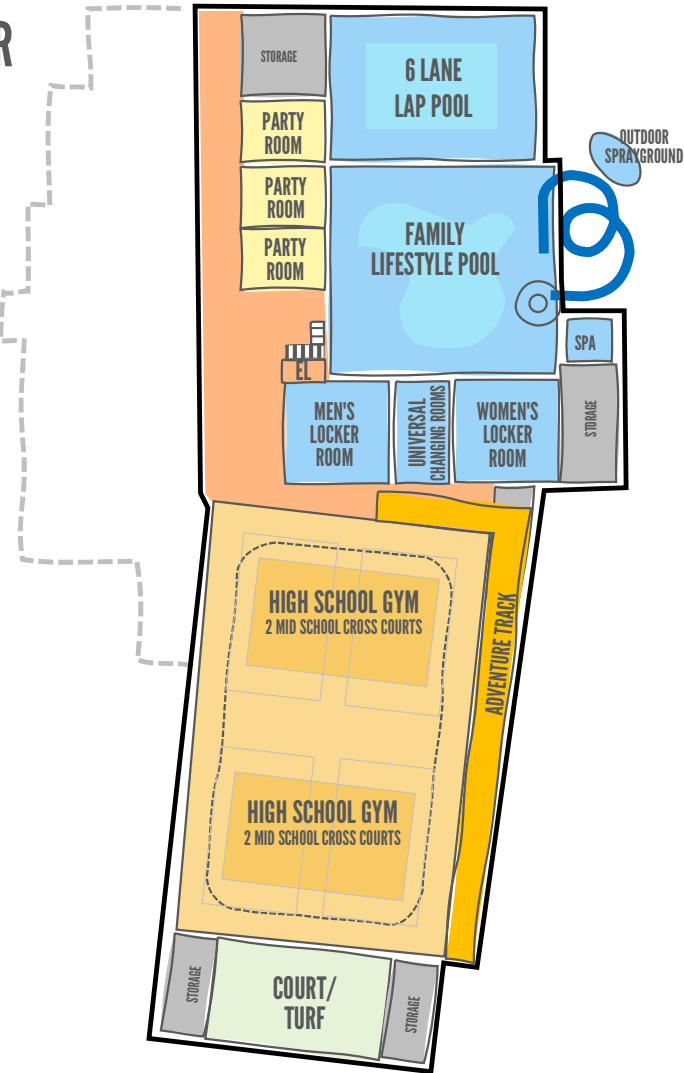 R
STORAGE
6 LANE
LAP POOL
PARTY
ROOM
OUTDOOR
SPRAYGROUND
PARTY
ROOM
FAMILY
LIFESTYLE POOL
PARTY
ROOM
SPA
EL
MEN'S
LOCKER
ROOM
UNIVERSAL
CHANGING ROOMS
WOMEN'S
LOCKER
ROOM
STORAGE
HIGH SCHOOL GYM
2 MID SCHOOL CROSS COURTS
ADVENTURE TRACK
HIGH SCHOOL GYM
2 MID SCHOOL CROSS COURTS
STORAGE
COURT/
TURF
STORAGE